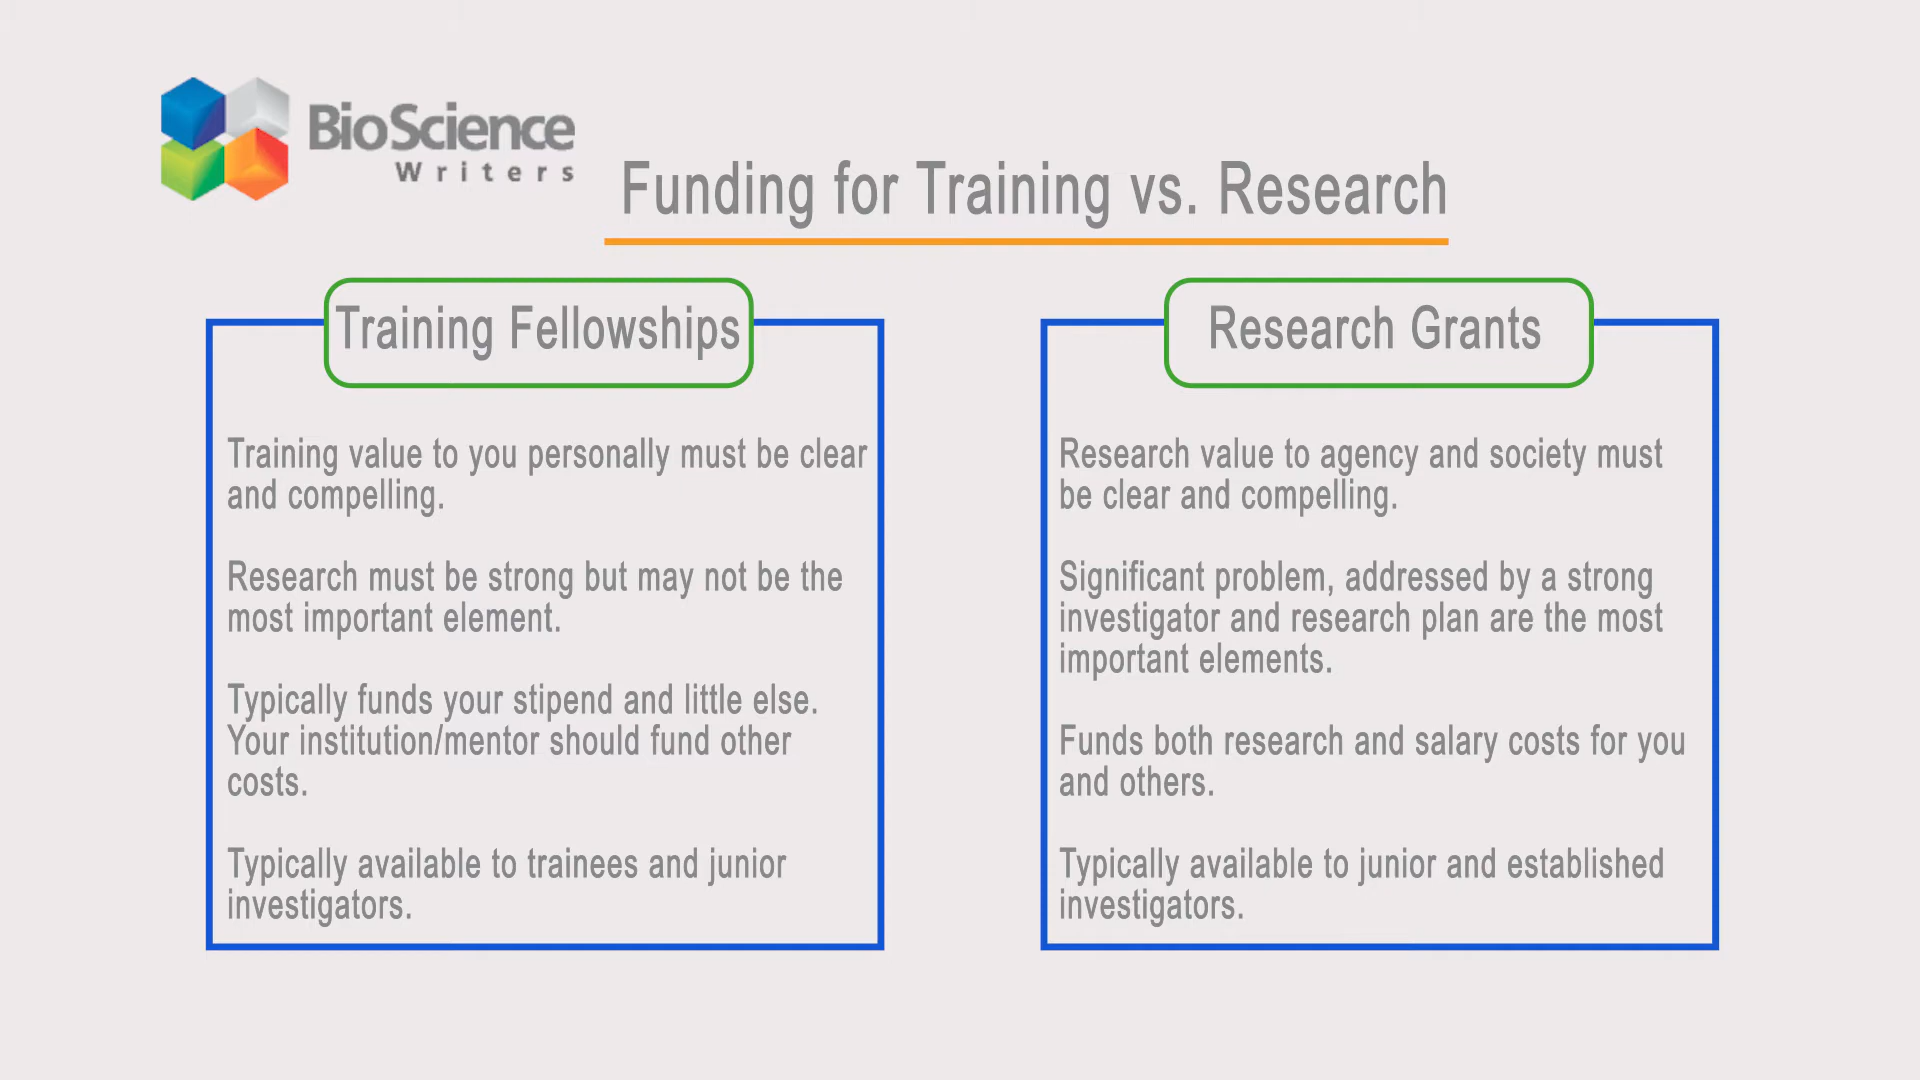 BioScience
Writers
Funding for Training vs. Research
Training Fellowships
Training value to you personally must be clear
and compelling.
Research must be strong but may not be the
most important element.
Typically funds your stipend and little else.
Your institution/mentor should fund other
costs.
Typically available to trainees and junior
investigators.
Research Grants
Research value to agency and society must
be clear and compelling.
Significant problem, addressed by a strong
investigator and research plan are the most
important elements.
Funds both research and salary costs for you
and others.
Typically available to junior and established
investigators.